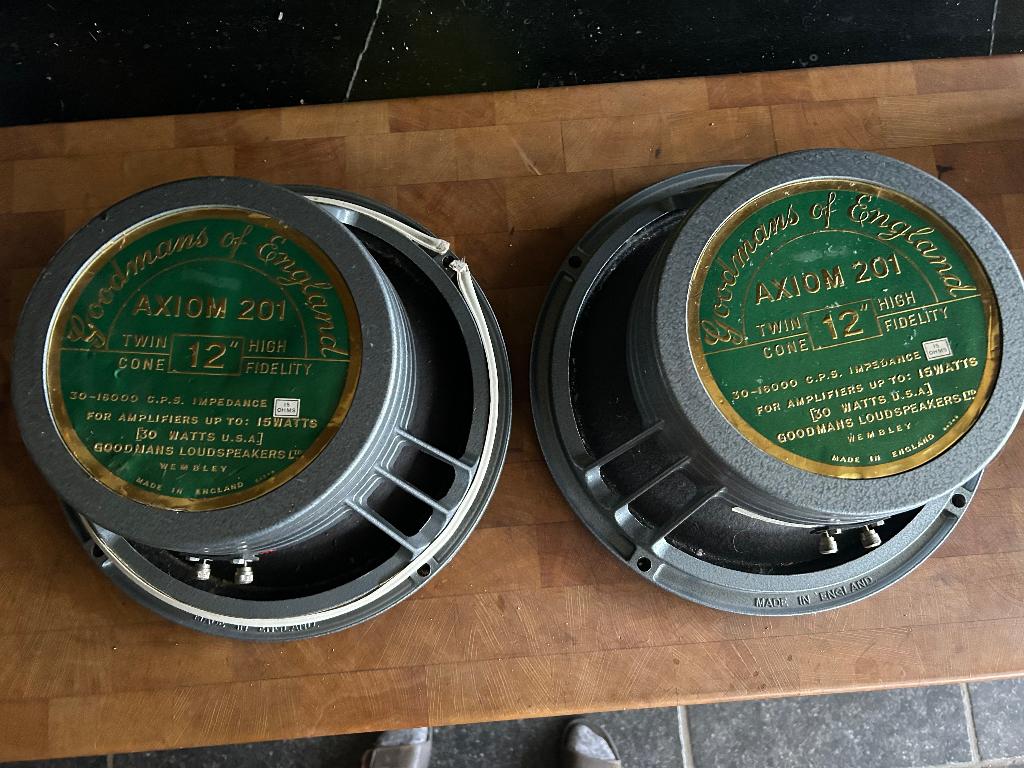 Goodmans of England
AXIOM 201
TWIN CONE 12" HIGH FIDELITY
30-16000 C.P.S. IMPEDANCE 15 OHMS
FOR AMPLIFIERS UP TO: 15WATTS
[30 WATTS U.S.A]
GOODMANS LOUDSPEAKERS LTD
WEMBLEY
MADE IN ENGLAND
MADE IN ENGLAND
Goodmans of England
AXIOM 201
TWIN CONE 12" HIGH FIDELITY
30-16000 C.P.S. IMPEDANCE 15 OHMS
FOR AMPLIFIERS UP TO: 15WATTS
[30 WATTS U.S.A]
GOODMANS LOUDSPEAKERS LTD
WEMBLEY
MADE IN ENGLAND
MADE IN ENGLAND